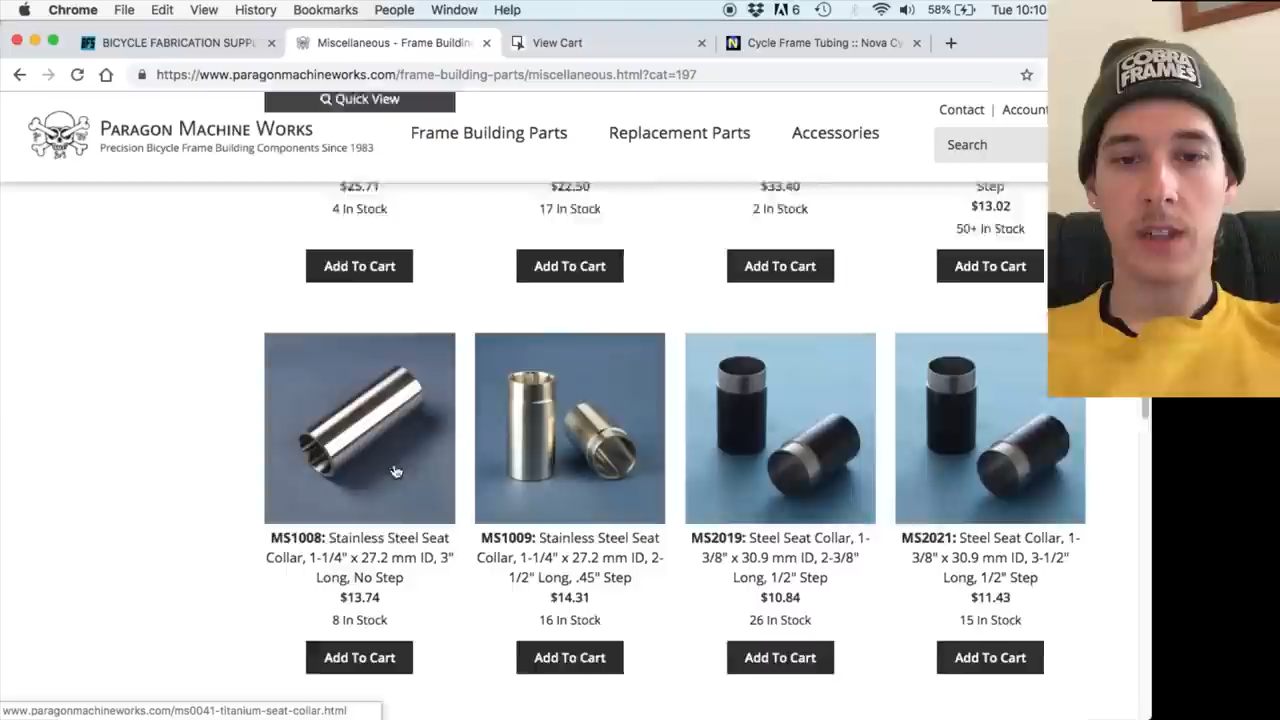 Chrome File Edit View History Bookmarks People Window Help
6 58% Tue 10:10
BICYCLE FABRICATION SUPP
Miscellaneous - Frame Buildin
View Cart
Cycle Frame Tubing :: Nova Cy
https://www.paragonmachineworks.com/frame-building-parts/miscellaneous.html?cat=197
Quick View
Contact | Accoun
PARAGON MACHINE WORKS
Precision Bicycle Frame Building Components Since 1983
Frame Building Parts Replacement Parts Accessories
Search
COBRA
FRAMES
$25.71 $22.50 $33.40 Step
4 In Stock 17 In Stock 2 In Stock $13.02
50+ In Stock
Add To Cart Add To Cart Add To Cart Add To Cart
MS1008: Stainless Steel Seat
Collar, 1-1/4" x 27.2 mm ID, 3"
Long, No Step
$13.74
8 In Stock
Add To Cart
MS1009: Stainless Steel Seat
Collar, 1-1/4" x 27.2 mm ID, 2-
1/2" Long, .45" Step
$14.31
16 In Stock
Add To Cart
MS2019: Steel Seat Collar, 1-
3/8" x 30.9 mm ID, 2-3/8"
Long, 1/2" Step
$10.84
26 In Stock
Add To Cart
MS2021: Steel Seat Collar, 1-
3/8" x 30.9 mm ID, 3-1/2"
Long, 1/2" Step
$11.43
15 In Stock
Add To Cart
www.paragonmachineworks.com/ms0041-titanium-seat-collar.html